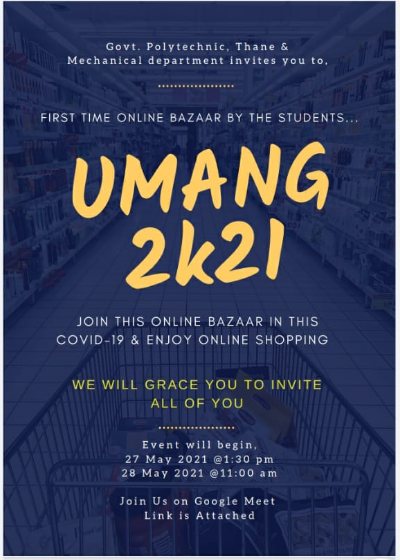 Govt. Polytechnic, Thane &
Mechanical department invites you to,
FIRST TIME ONLINE BAZAAR BY THE STUDENTS...
UMANG
2k21
JOIN THIS ONLINE BAZAAR IN THIS
COVID-19 & ENJOY ONLINE SHOPPING
WE WILL GRACE YOU TO INVITE
ALL OF YOU
Event will begin,
27 May 2021 @1:30 pm
28 May 2021 @11:00 am
Join Us on Google Meet
Link is Attached